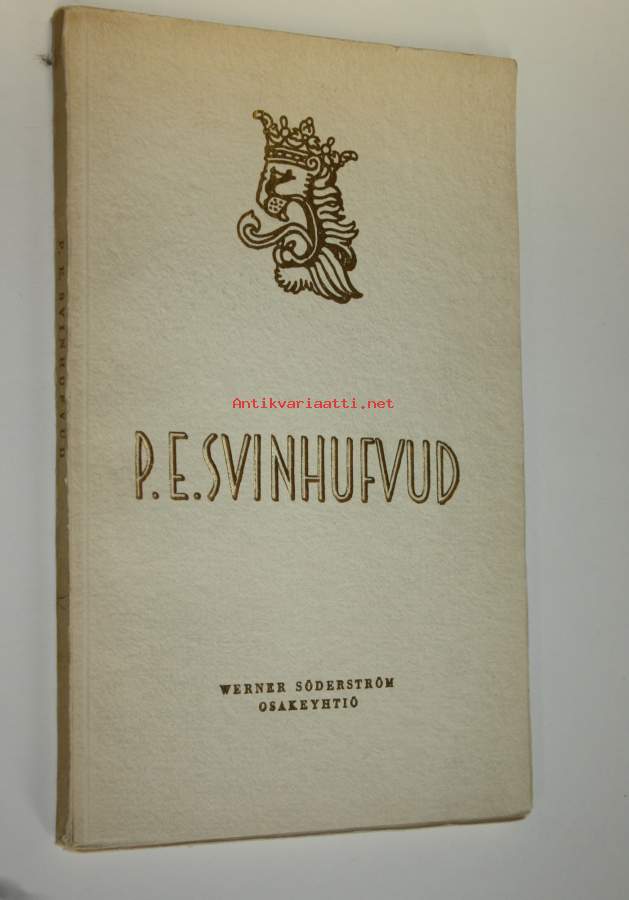 Antikvariaatti.net
P.E.SVINHUFVUD
WERNER SÖDERSTRÖM
OSAKEYHTIÖ
P. E. SVINHUFVUD